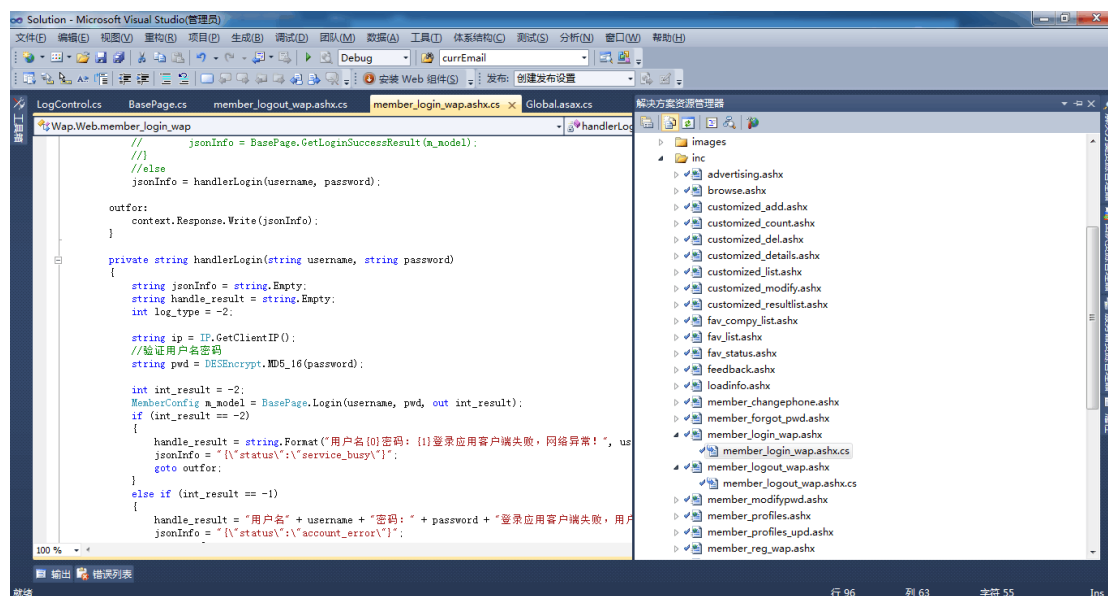 Solution - Microsoft Visual Studio(管理员)
文件(F) 编辑(E) 视图(V) 重构(R) 项目(P) 生成(B) 调试(D) 团队(M) 数据(A) 工具(T) 体系结构(C) 测试(S) 分析(N) 窗口(W) 帮助(H)
Debug currEmail
安装 Web 组件(S) 发布: 创建发布设置
LogControl.cs BasePage.cs member_logout_wap.ashx.cs member_login_wap.ashx.cs Global.asax.cs
工具箱
Wap.Web.member_login_wap handlerLog
// jsonInfo = BasePage.GetLoginSuccessResult(m_model);
//}
//else
jsonInfo = handlerLogin(username, password);
outfor:
context.Response.Write(jsonInfo);
}
private string handlerLogin(string username, string password)
{
string jsonInfo = string.Empty;
string handle_result = string.Empty;
int log_type = -2;
string ip = IP.GetClientIP();
//验证用户名密码
string pwd = DESEncrypt.MD5_16(password);
int int_result = -2;
MemberConfig m_model = BasePage.Login(username, pwd, out int_result);
if (int_result == -2)
{
handle_result = string.Format("用户名{0}密码: {1}登录应用客户端失败，网络异常！", us
jsonInfo = "{\"status\":\"service_busy\"}";
goto outfor;
}
else if (int_result == -1)
{
handle_result = "用户名" + username + "密码: " + password + "登录应用客户端失败，用户
jsonInfo = "{\"status\":\"account_error\"}";
100 %
解决方案资源管理器
images
inc
advertising.ashx
browse.ashx
customized_add.ashx
customized_count.ashx
customized_del.ashx
customized_details.ashx
customized_list.ashx
customized_modify.ashx
customized_resultlist.ashx
fav_compy_list.ashx
fav_list.ashx
fav_status.ashx
feedback.ashx
loadinfo.ashx
member_changephone.ashx
member_forgot_pwd.ashx
member_login_wap.ashx
member_login_wap.ashx.cs
member_logout_wap.ashx
member_logout_wap.ashx.cs
member_modifypwd.ashx
member_profiles.ashx
member_profiles_upd.ashx
member_reg_wap.ashx
输出 错误列表
就绪 行 96 列 63 字符 55 Ins